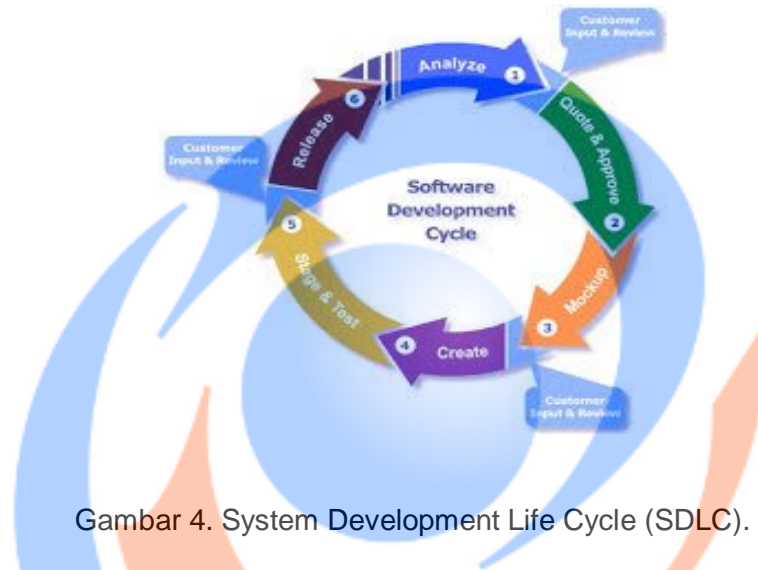 Customer
Input & Review
Analyze
1
Quote & Approve
2
Mockup
3
Customer
Input & Review
Create
4
Stage & Test
5
Customer
Input & Review
Release
6
Software
Development
Cycle
Gambar 4. System Development Life Cycle (SDLC).